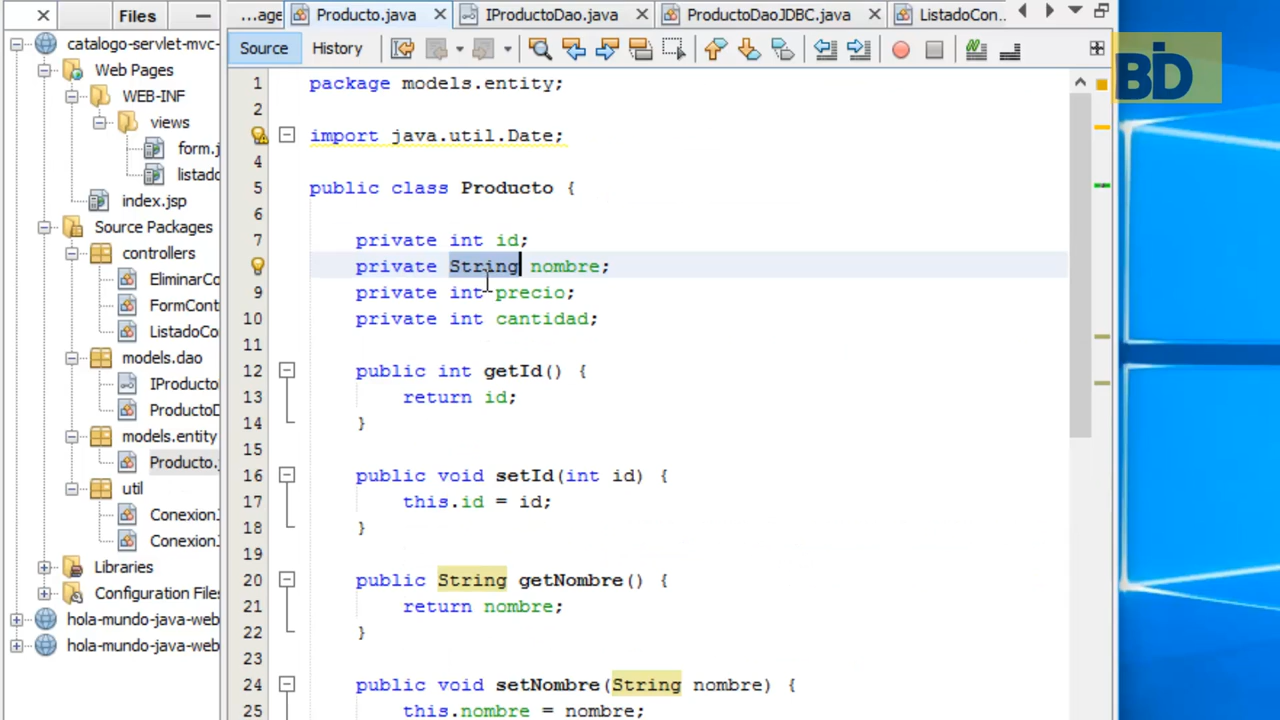 Files
catalogo-servlet-mvc-
Web Pages
WEB-INF
views
form.j
listado
index.jsp
Source Packages
controllers
EliminarC
FormCont
ListadoCo
models.dao
IProducto
ProductoD
models.entity
Producto.j
util
ConexionJ
ConexionJ
Libraries
Configuration Files
hola-mundo-java-web
hola-mundo-java-web
...age
Producto.java
IProductoDao.java
ProductoDaoJDBC.java
ListadoCon...
Source
History
BID
1 package models.entity;
2
3 import java.util.Date;
4
5 public class Producto {
6
7 private int id;
8 private String nombre;
9 private int precio;
10 private int cantidad;
11
12 public int getId() {
13 return id;
14 }
15
16 public void setId(int id) {
17 this.id = id;
18 }
19
20 public String getNombre() {
21 return nombre;
22 }
23
24 public void setNombre(String nombre) {
25 this.nombre = nombre;